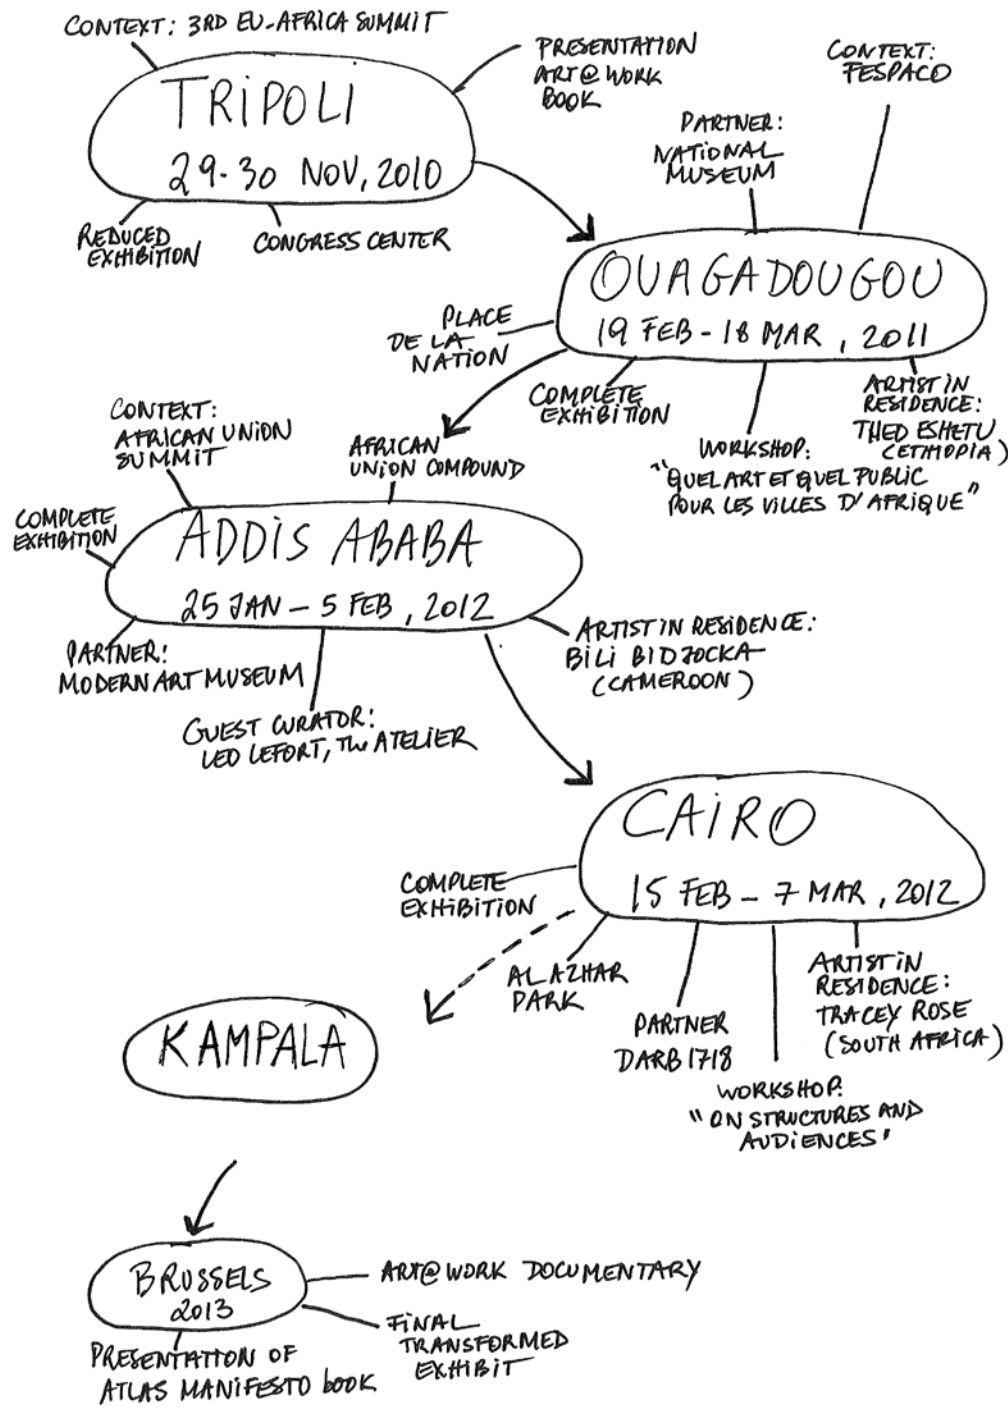 CONTEXT: 3RD EU-AFRICA SUMMIT
TRIPOLI
29-30 NOV, 2010
PRESENTATION
ART@WORK
BOOK
REDUCED
EXHIBITION
CONGRESS CENTER
CONTEXT:
FESPACO
PARTNER:
NATIONAL
MUSEUM
OUAGADOUGOU
19 FEB - 18 MAR, 2011
PLACE
DE LA
NATION
COMPLETE
EXHIBITION
WORKSHOP:
"QUEL ART ET QUEL PUBLIC
POUR LES VILLES D'AFRIQUE"
ARTIST IN
RESIDENCE:
THEO ESHETU
(ETHIOPIA)
CONTEXT:
AFRICAN UNION
SUMMIT
AFRICAN
UNION COMPOUND
COMPLETE
EXHIBITION
ADDIS ABABA
25 JAN - 5 FEB, 2012
PARTNER:
MODERN ART MUSEUM
GUEST CURATOR:
LEO LEFORT, The ATELIER
ARTIST IN RESIDENCE:
BILI BIDJOCKA
(CAMEROON)
CAIRO
15 FEB - 7 MAR, 2012
COMPLETE
EXHIBITION
AL AZHAR
PARK
PARTNER
DARB1718
WORKSHOP:
"ON STRUCTURES AND
AUDIENCES"
ARTIST IN
RESIDENCE:
TRACEY ROSE
(SOUTH AFRICA)
KAMPALA
BRUSSELS
2013
ART@WORK DOCUMENTARY
FINAL
TRANSFORMED
EXHIBIT
PRESENTATION OF
ATLAS MANIFESTO book